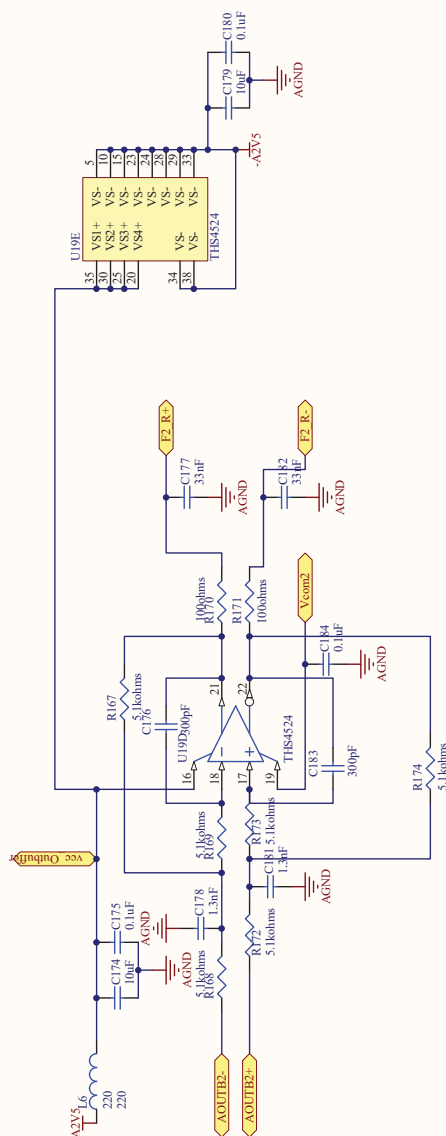 C180
0.1uF
C179
10uF
AGND
-A2V5
U19E
THS4524
5
10
15
23
24
28
29
33
VS-
VS-
VS-
VS-
VS-
VS-
VS-
VS-
VS1+
VS2+
VS3+
VS4+
VS-
VS-
35
30
25
20
34
38
F2_R+
F2_R-
C177
33nF
AGND
C182
33nF
AGND
100ohms
R170
R171
100ohms
Vcom2
C184
0.1uF
AGND
R167
5.1kohms
C176
300pF
U19D
THS4524
21
22
16
18
17
19
C183
300pF
R174
5.1kohms
vcc_Outbuffer
5.1kohms
R169
R173
5.1kohms
C181
1.3nF
AGND
C178
1.3nF
AGND
C175
0.1uF
C174
10uF
AGND
5.1kohms
R168
R172
5.1kohms
L6
220
220
A2V5
AOUTB2-
AOUTB2+